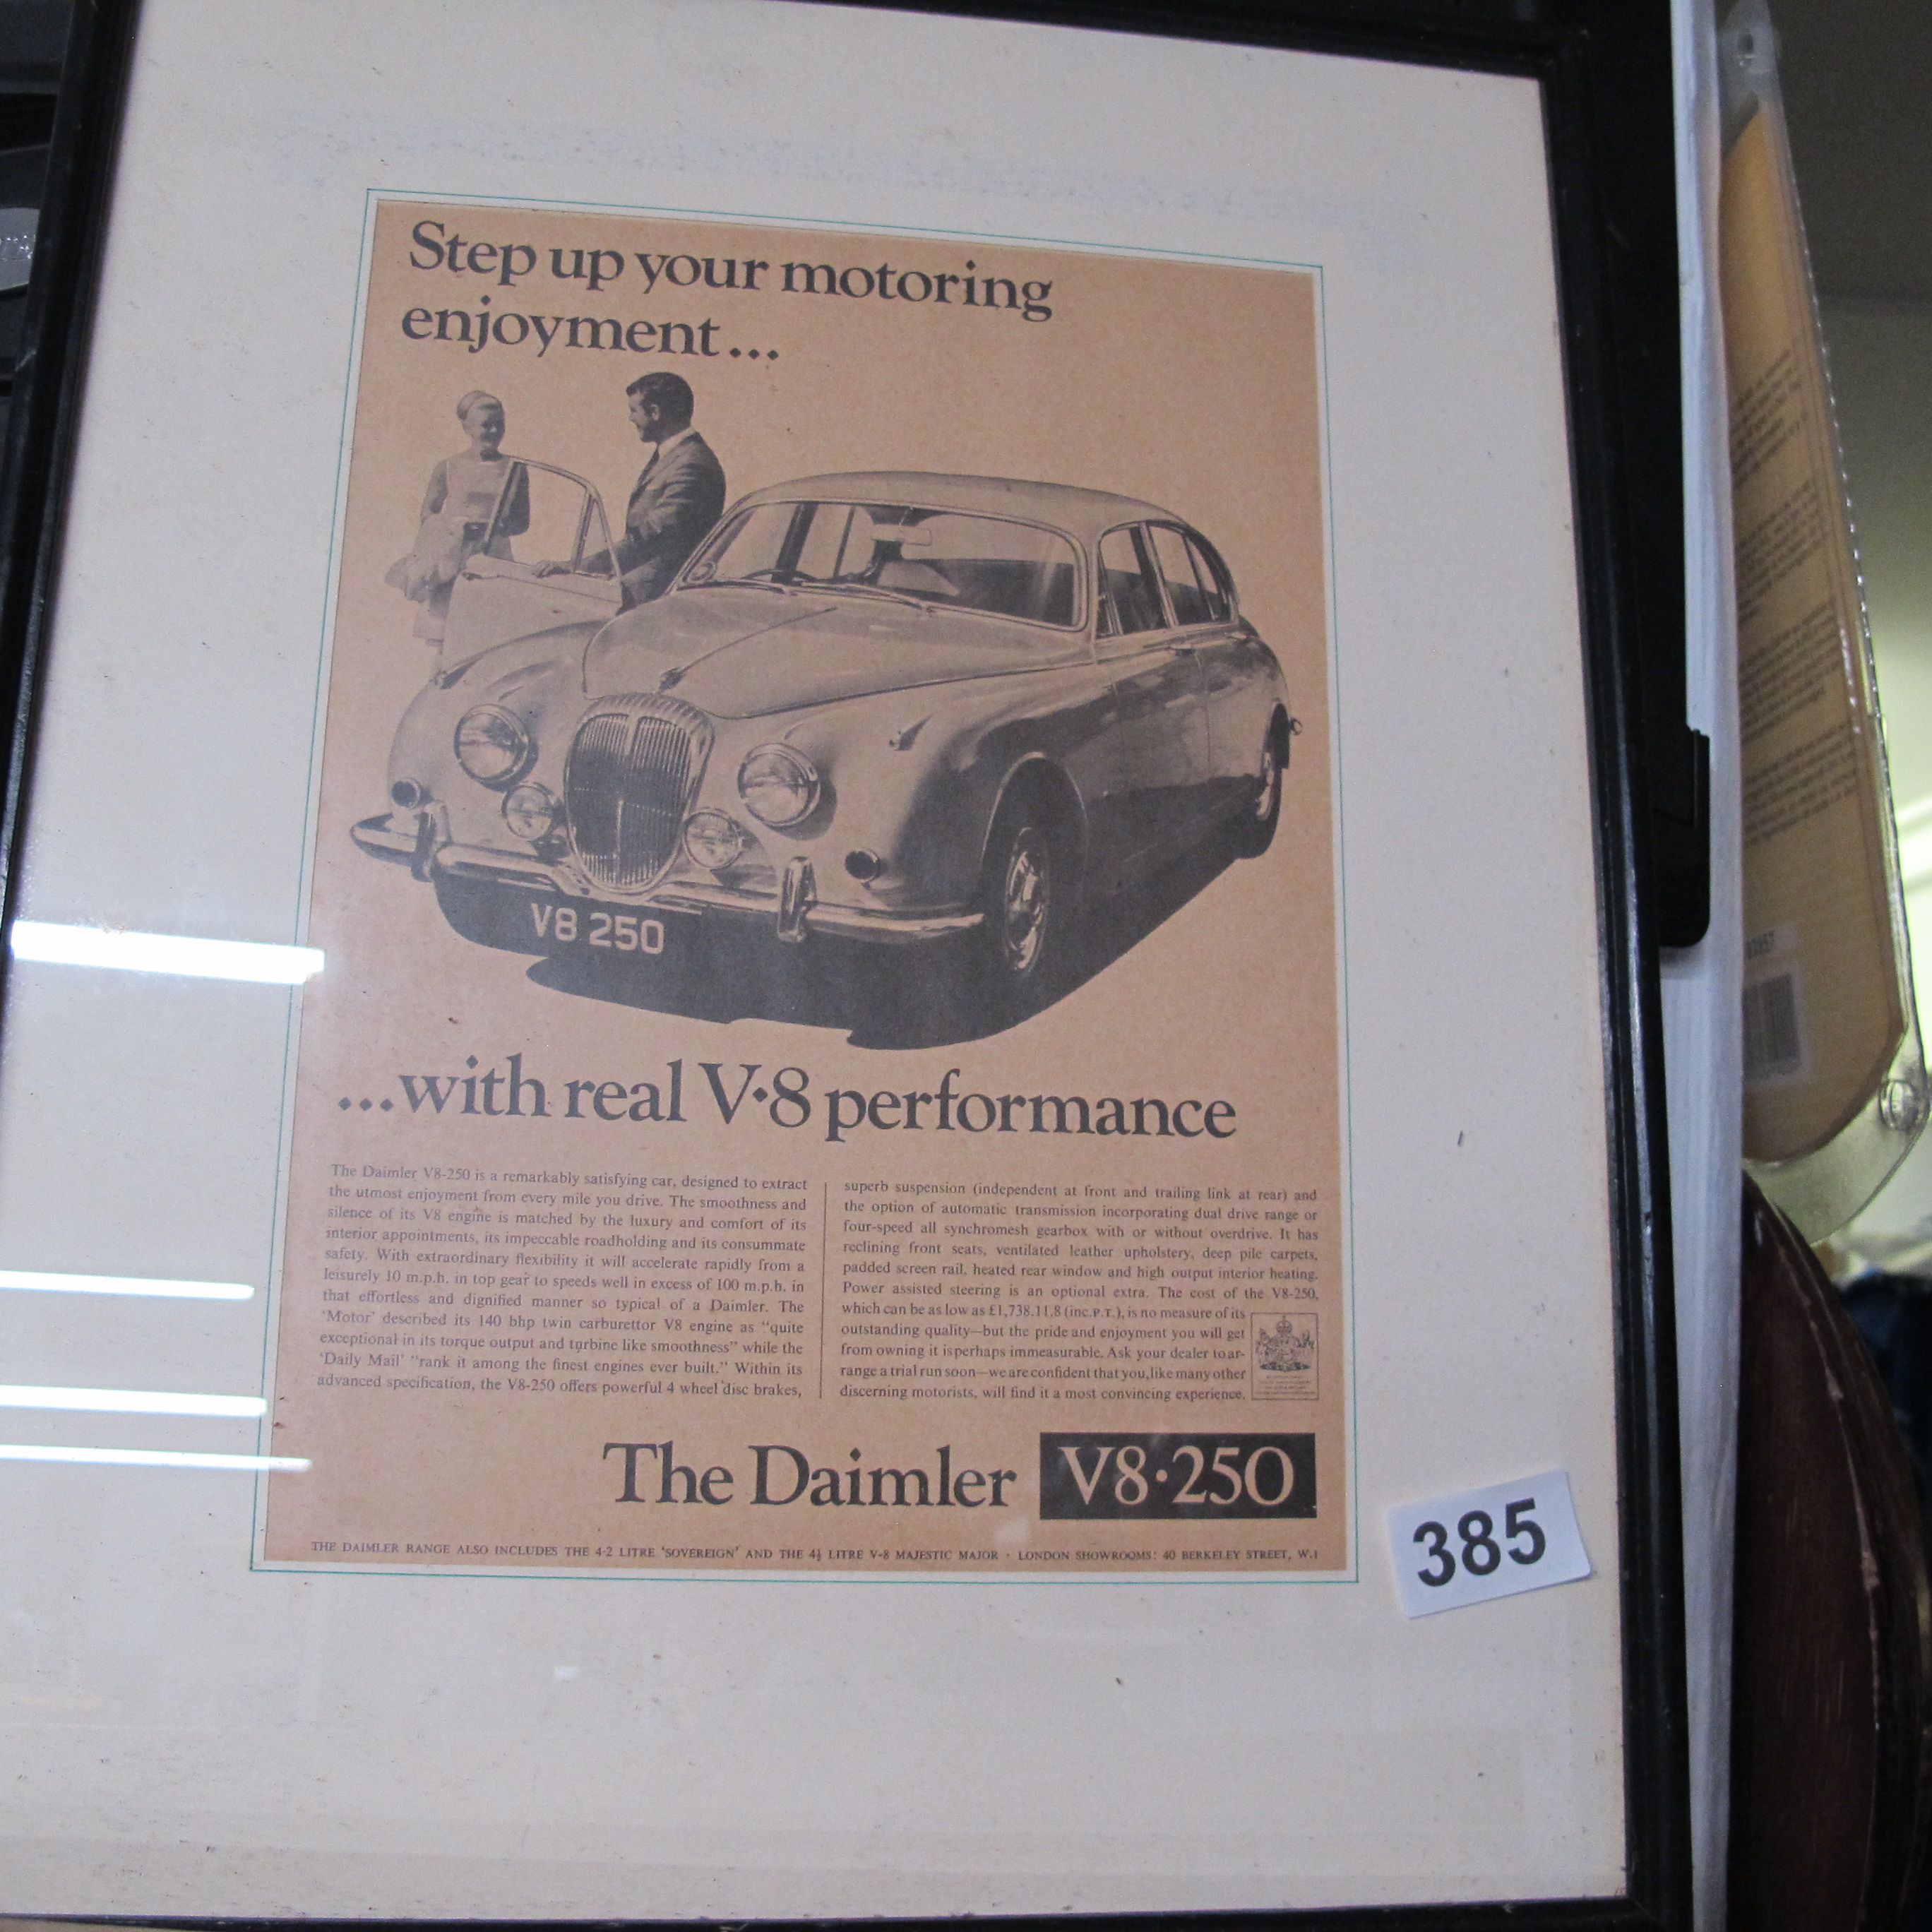 Step up your motoring
enjoyment...
V8 250
...with real V·8 performance
The Daimler V8-250 is a remarkably satisfying car, designed to extract
the utmost enjoyment from every mile you drive. The smoothness and
silence of its V8 engine is matched by the luxury and comfort of its
interior appointments, its impeccable roadholding and its consummate
safety. With extraordinary flexibility it will accelerate rapidly from a
leisurely 10 m.p.h. in top gear to speeds well in excess of 100 m.p.h. in
that effortless and dignified manner so typical of a Daimler. The
'Motor' described its 140 bhp twin carburettor V8 engine as "quite
exceptional in its torque output and turbine like smoothness" while the
'Daily Mail' "rank it among the finest engines ever built." Within its
advanced specification, the V8-250 offers powerful 4 wheel disc brakes,
superb suspension (independent at front and trailing link at rear) and
the option of automatic transmission incorporating dual drive range or
four-speed all synchromesh gearbox with or without overdrive. It has
reclining front seats, ventilated leather upholstery, deep pile carpets,
padded screen rail, heated rear window and high output interior heating.
Power assisted steering is an optional extra. The cost of the V8-250,
which can be as low as £1,738.11.8 (inc.P.T.), is no measure of its
outstanding quality—but the pride and enjoyment you will get
from owning it is perhaps immeasurable. Ask your dealer to ar-
range a trial run soon—we are confident that you, like many other
discerning motorists, will find it a most convincing experience.
The Daimler V8·250
THE DAIMLER RANGE ALSO INCLUDES THE 4·2 LITRE 'SOVEREIGN' AND THE 4½ LITRE V-8 MAJESTIC MAJOR · LONDON SHOWROOMS: 40 BERKELEY STREET, W.1
385